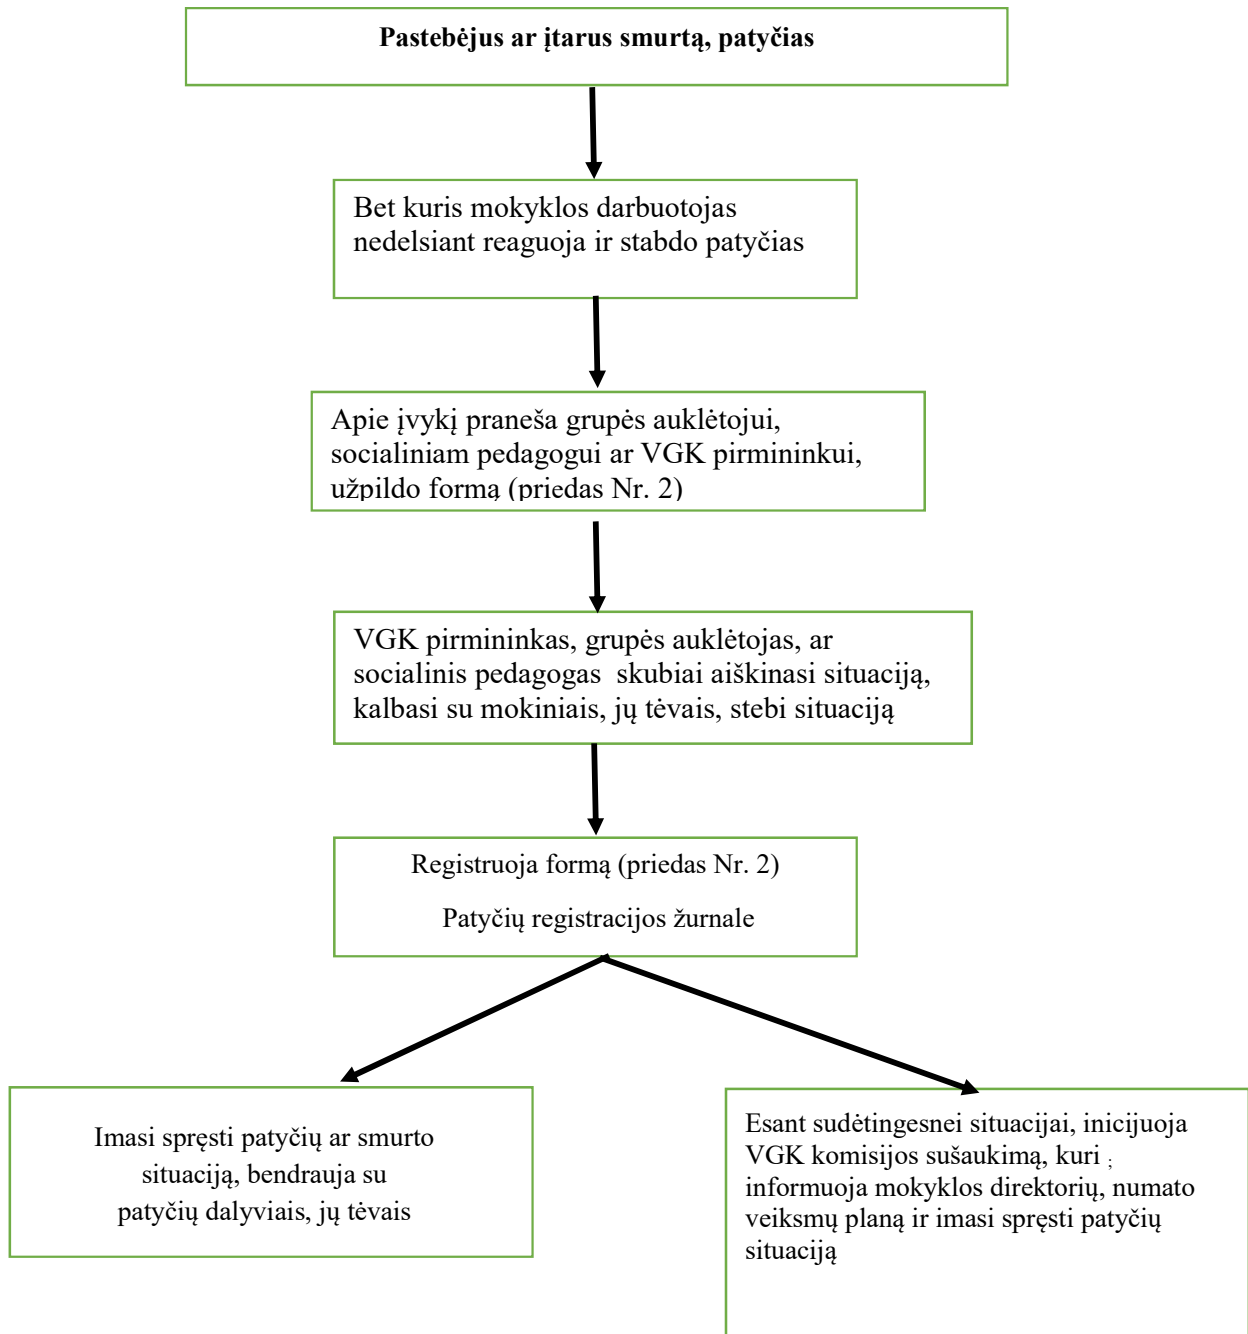 Pastebėjus ar įtarus smurtą, patyčias
Bet kuris mokyklos darbuotojas
nedelsiant reaguoja ir stabdo patyčias
Apie įvykį praneša grupės auklėtojui,
socialiniam pedagogui ar VGK pirmininkui,
užpildo formą (priedas Nr. 2)
VGK pirmininkas, grupės auklėtojas, ar
socialinis pedagogas skubiai aiškinasi situaciją,
kalbasi su mokiniais, jų tėvais, stebi situaciją
Registruoja formą (priedas Nr. 2)
Patyčių registracijos žurnale
Imasi spręsti patyčių ar smurto
situaciją, bendrauja su
patyčių dalyviais, jų tėvais
Esant sudėtingesnei situacijai, inicijuoja
VGK komisijos sušaukimą, kuri ;
informuoja mokyklos direktorių, numato
veiksmų planą ir imasi spręsti patyčių
situaciją